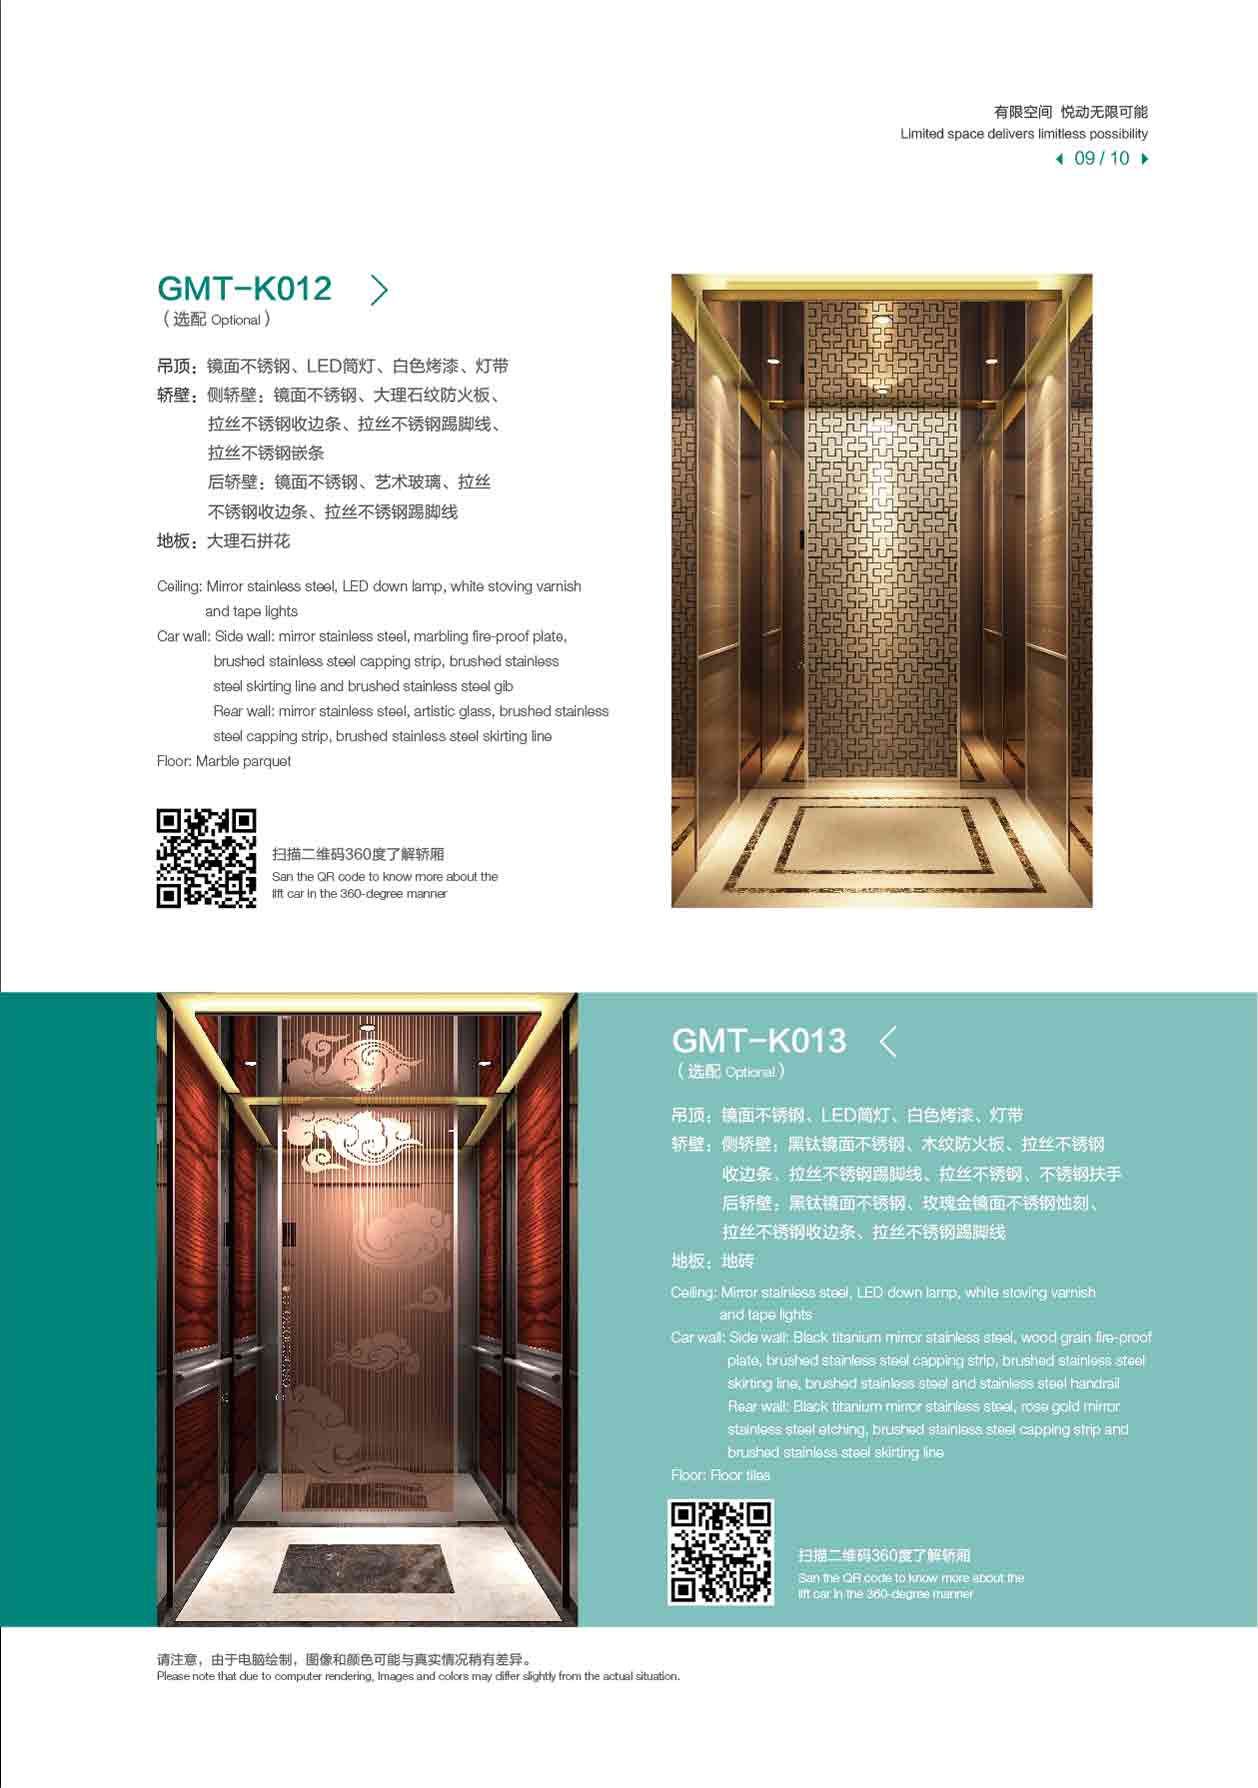 有限空间 悦动无限可能
Limited space delivers limitless possibility
09 / 10
GMT-K012
（选配 Optional）
吊顶：镜面不锈钢、LED筒灯、白色烤漆、灯带
轿壁：侧轿壁：镜面不锈钢、大理石纹防火板、
拉丝不锈钢收边条、拉丝不锈钢踢脚线、
拉丝不锈钢嵌条
后轿壁：镜面不锈钢、艺术玻璃、拉丝
不锈钢收边条、拉丝不锈钢踢脚线
地板：大理石拼花
Ceiling: Mirror stainless steel, LED down lamp, white stoving varnish
and tape lights
Car wall: Side wall: mirror stainless steel, marbling fire-proof plate,
brushed stainless steel capping strip, brushed stainless
steel skirting line and brushed stainless steel gib
Rear wall: mirror stainless steel, artistic glass, brushed stainless
steel capping strip, brushed stainless steel skirting line
Floor: Marble parquet
扫描二维码360度了解轿厢
San the QR code to know more about the
lift car in the 360-degree manner
GMT-K013
（选配 Optional）
吊顶：镜面不锈钢、LED筒灯、白色烤漆、灯带
轿壁：侧轿壁：黑钛镜面不锈钢、木纹防火板、拉丝不锈钢
收边条、拉丝不锈钢踢脚线、拉丝不锈钢、不锈钢扶手
后轿壁：黑钛镜面不锈钢、玫瑰金镜面不锈钢蚀刻、
拉丝不锈钢收边条、拉丝不锈钢踢脚线
地板：地砖
Ceiling: Mirror stainless steel, LED down lamp, white stoving varnish
and tape lights
Car wall: Side wall: Black titanium mirror stainless steel, wood grain fire-proof
plate, brushed stainless steel capping strip, brushed stainless steel
skirting line, brushed stainless steel and stainless steel handrail
Rear wall: Black titanium mirror stainless steel, rose gold mirror
stainless steel etching, brushed stainless steel capping strip and
brushed stainless steel skirting line
Floor: Floor tiles
扫描二维码360度了解轿厢
San the QR code to know more about the
lift car in the 360-degree manner
请注意，由于电脑绘制，图像和颜色可能与真实情况稍有差异。
Please note that due to computer rendering, Images and colors may differ slightly from the actual situation.